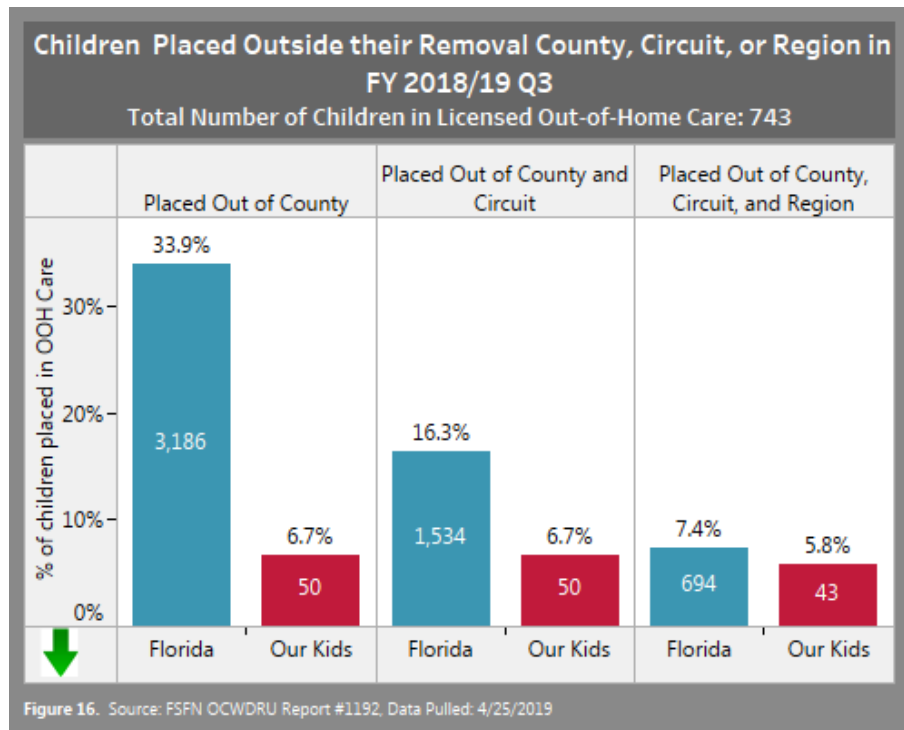 Children Placed Outside their Removal County, Circuit, or Region in
FY 2018/19 Q3
Total Number of Children in Licensed Out-of-Home Care: 743
Placed Out of County
Placed Out of County and
Circuit
Placed Out of County,
Circuit, and Region
% of children placed in OOH Care
30%
20%
10%
0%
33.9%
3,186
6.7%
50
16.3%
1,534
6.7%
50
7.4%
694
5.8%
43
Florida
Our Kids
Florida
Our Kids
Florida
Our Kids
Figure 16. Source: FSFN OCWDRU Report #1192, Data Pulled: 4/25/2019